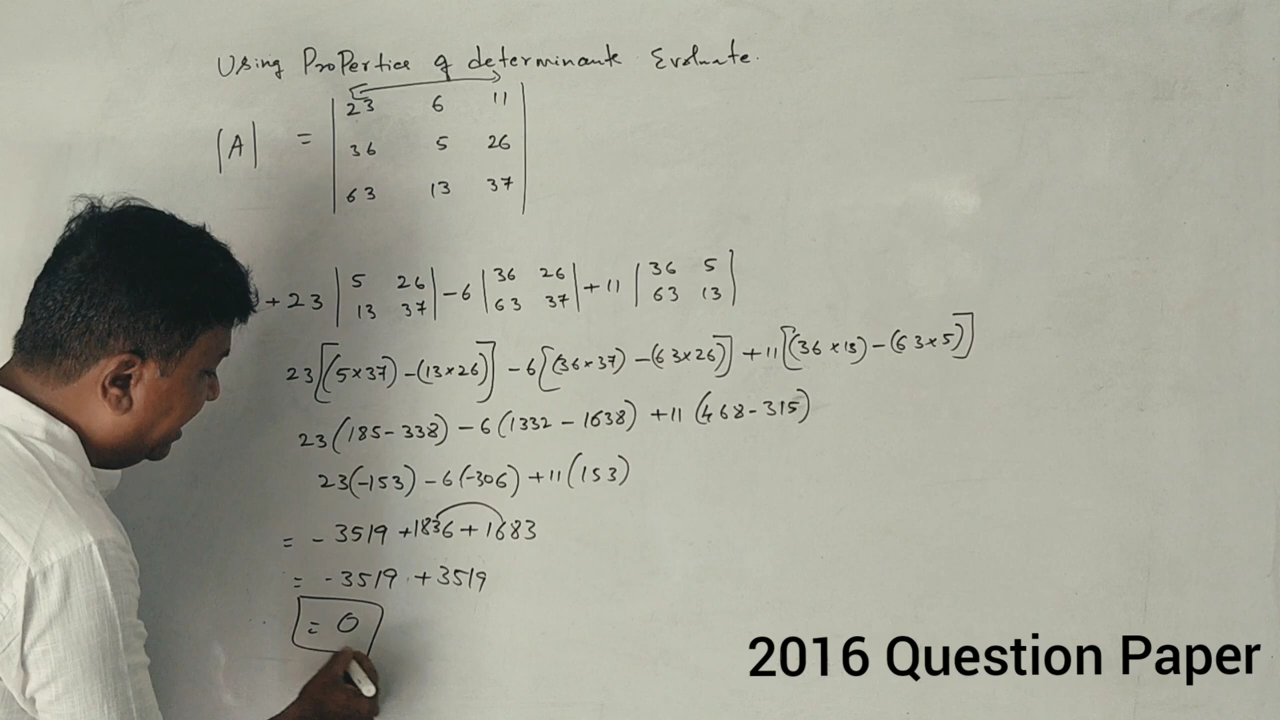 Using Properties of determinants Evaluate.
|A| = | 23 6 11 |
| 36 5 26 |
| 63 13 37 |
+23 | 5 26 | -6 | 36 26 | +11 | 36 5 |
| 13 37 | | 63 37 | | 63 13 |
23[(5×37) -(13×26)] -6[(36×37) -(63×26)] +11[(36×13) -(63×5)]
23(185-338) -6(1332-1638) +11(468-315)
23(-153) -6(-306) +11(153)
= -3519 +1836 +1683
= -3519 +3519
= 0
2016 Question Paper